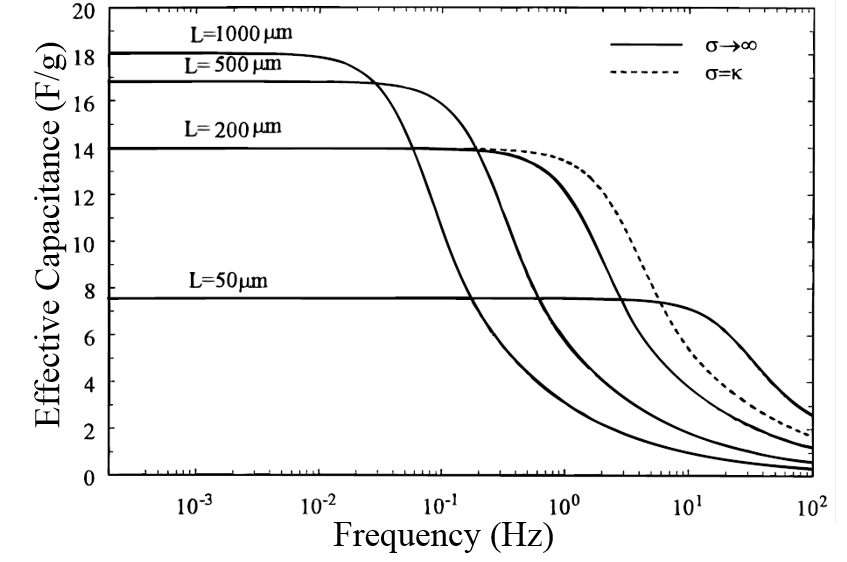 20
L=1000 μm
σ→∞
18
L= 500 μm
σ=κ
16
L= 200 μm
14
12
10
L=50μm
8
6
4
2
0
Effective Capacitance (F/g)
10-3 10-2 10-1 100 101 102
Frequency (Hz)